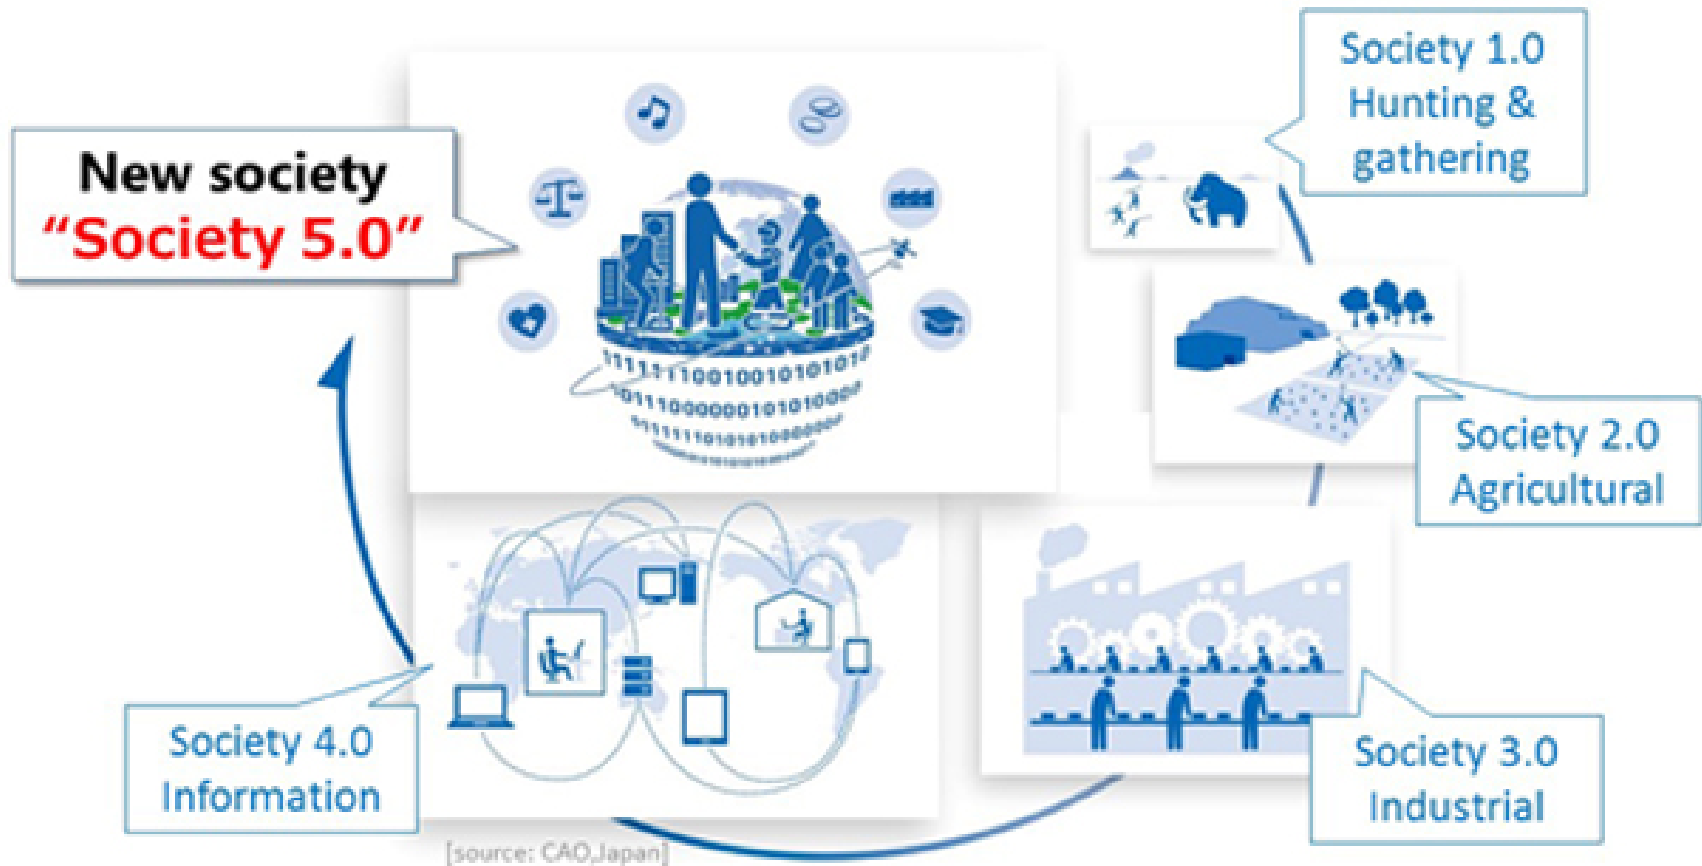 New society
“Society 5.0”
Society 1.0
Hunting &
gathering
Society 2.0
Agricultural
Society 3.0
Industrial
Society 4.0
Information
[source: CAO,Japan]